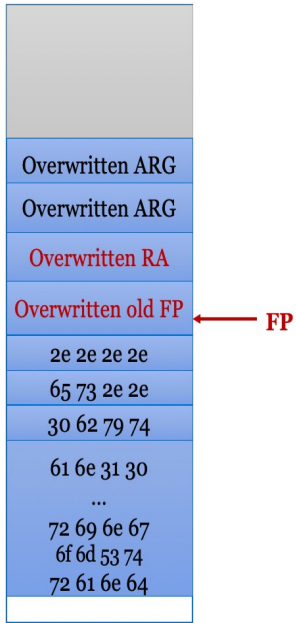 Overwritten ARG
Overwritten ARG
Overwritten RA
Overwritten old FP
FP
2e 2e 2e 2e
65 73 2e 2e
30 62 79 74
61 6e 31 30
...
72 69 6e 67
6f 6d 53 74
72 61 6e 64